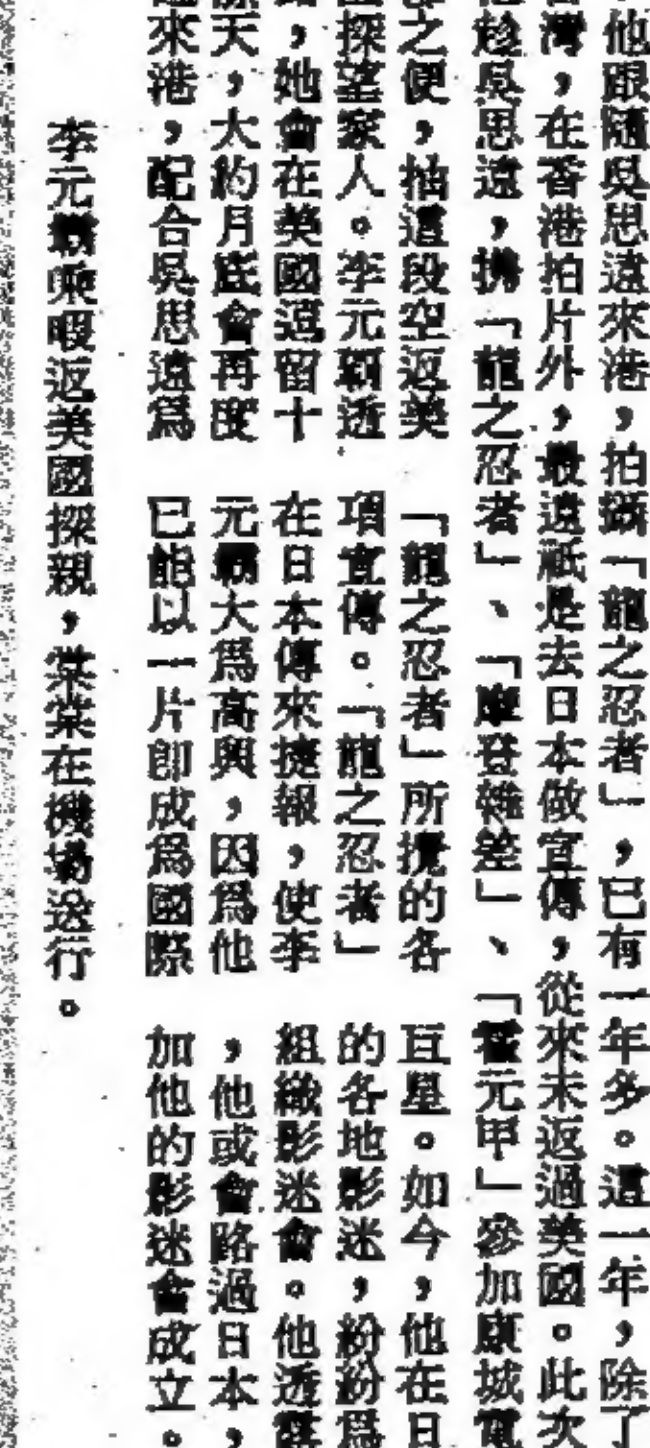 他跟隨吳思遠來港,拍攝「龍之忍者」,已有一年多。這一年,除了
台灣,在香港拍片外,最遠祇是去日本做宣傳,從來未返過美國。此次
趁吳思遠,携「龍之忍者」、「摩登雜差」、「霍元甲」參加康城電
之便,抽這段空返美
探望家人。李元霸透
,她會在英國逗留十
天,大約月底會再度
來港,配合吳思遠爲
「龍之忍者」所攪的各
項宣傳。「龍之忍者」
在日本傳來捷報,使李
元霸大爲高興,因爲他
已能以一片即成爲國際
巨星。如今,他在日
的各地影迷,紛紛爲
組織影迷會。他透露
,他或會路過日本,
加他的影迷會成立。
李元霸乘暇返美國探親,棠棠在機場送行。